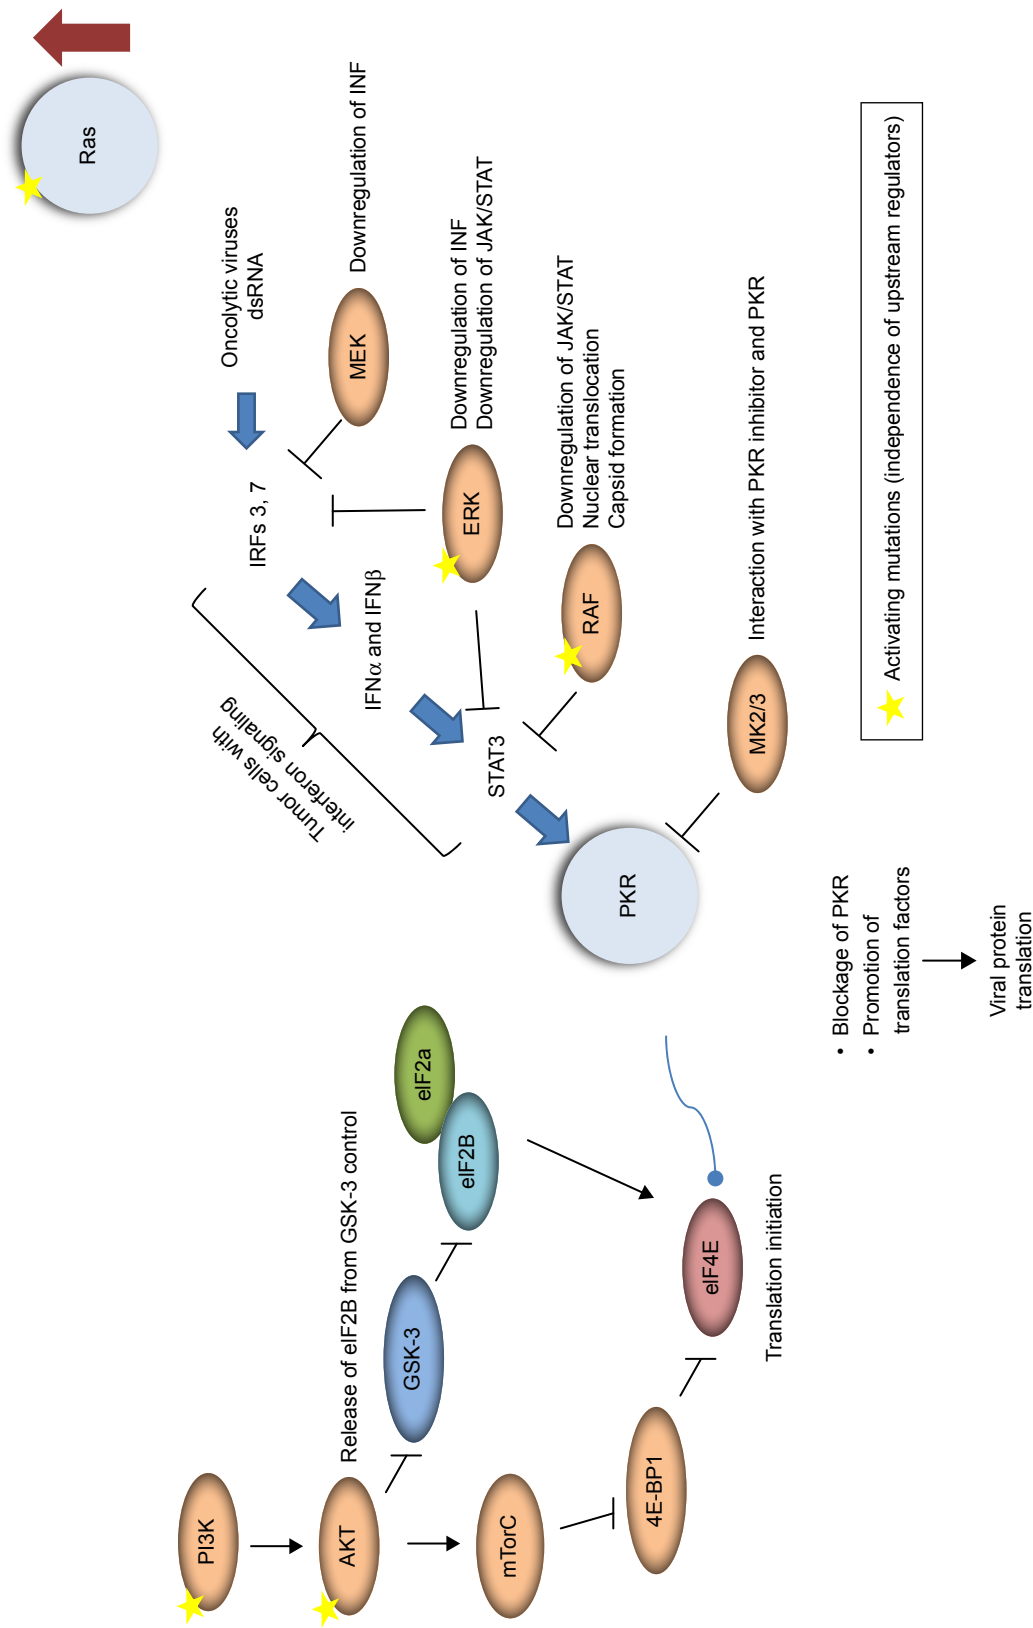 Ras
PI3K
AKT
Release of eIF2B from GSK-3 control
GSK-3
eIF2a
eIF2B
mTorC
4E-BP1
eIF4E
Translation initiation
Tumor cells with
interferon signaling
Oncolytic viruses
dsRNA
IRFs 3, 7
IFNα and IFNβ
STAT3
PKR
MEK
Downregulation of INF
ERK
Downregulation of INF
Downregulation of JAK/STAT
RAF
Downregulation of JAK/STAT
Nuclear translocation
Capsid formation
MK2/3
Interaction with PKR inhibitor and PKR
• Blockage of PKR
• Promotion of
translation factors
Viral protein
translation
Activating mutations (independence of upstream regulators)